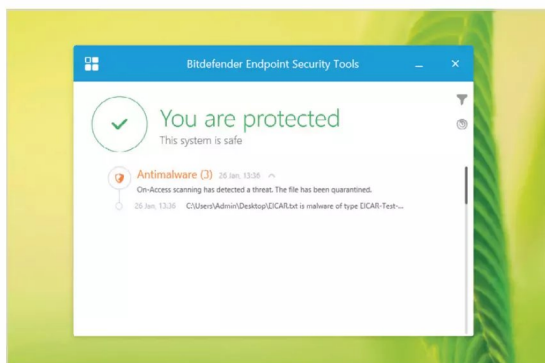 Bitdefender Endpoint Security Tools
You are protected
This system is safe
Antimalware (3) 26 Jan, 13:36
On-Access scanning has detected a threat. The file has been quarantined.
26 Jan, 13:36 C:\Users\Admin\Desktop\EICAR.txt is malware of type EICAR-Test-...